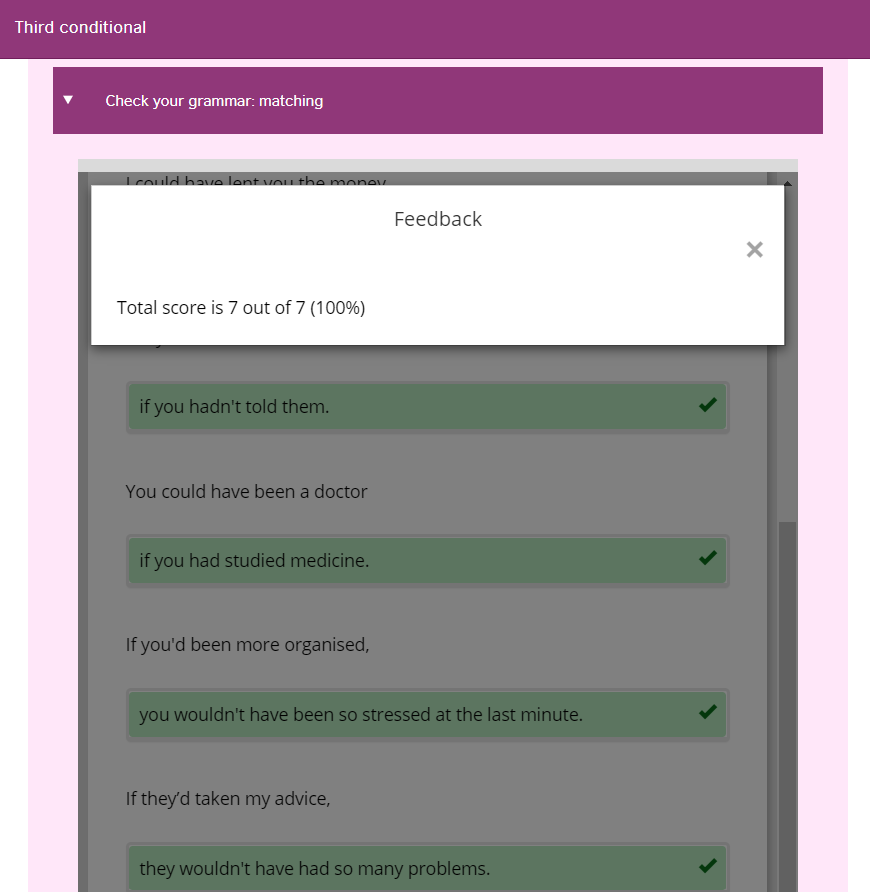 Third conditional
Check your grammar: matching
I could have lent you the money
Feedback
Total score is 7 out of 7 (100%)
if you hadn't told them.
You could have been a doctor
if you had studied medicine.
If you'd been more organised,
you wouldn't have been so stressed at the last minute.
If they’d taken my advice,
they wouldn't have had so many problems.